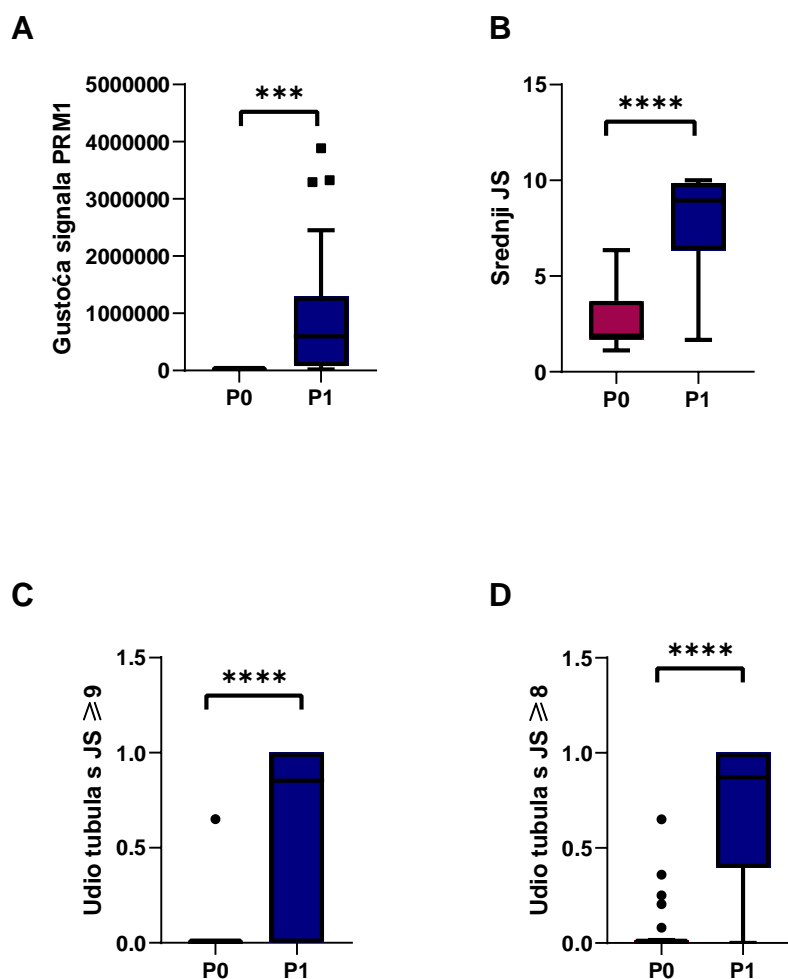 A
Gustoća signala PRM1
5000000
4000000
3000000
2000000
1000000
0
***
P0 P1
B
Srednji JS
15
10
5
0
****
P0 P1
C
Udio tubula s JS ⩾9
1.5
1.0
0.5
0.0
****
P0 P1
D
Udio tubula s JS ⩾8
1.5
1.0
0.5
0.0
****
P0 P1